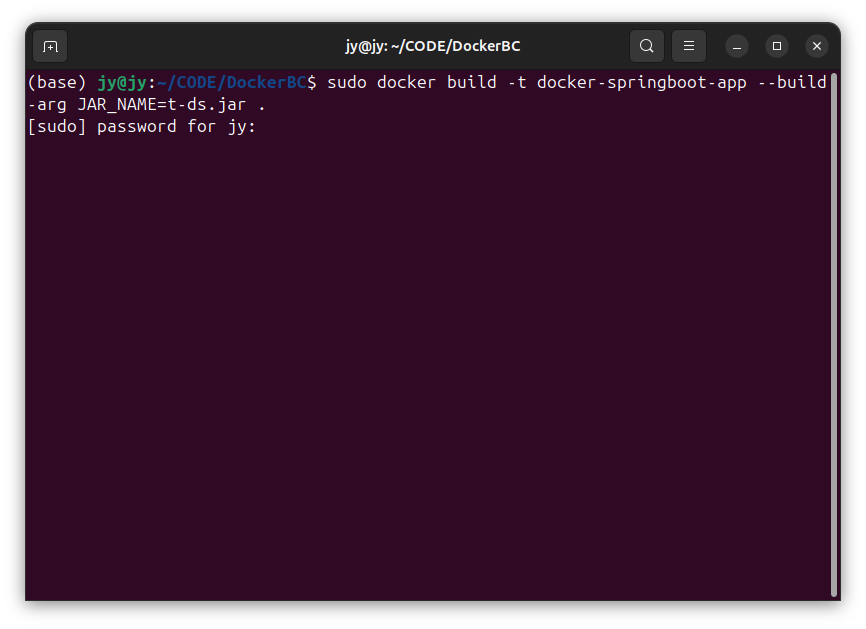 jy@jy: ~/CODE/DockerBC
(base) jy@jy:~/CODE/DockerBC$ sudo docker build -t docker-springboot-app --build
-arg JAR_NAME=t-ds.jar .
[sudo] password for jy: